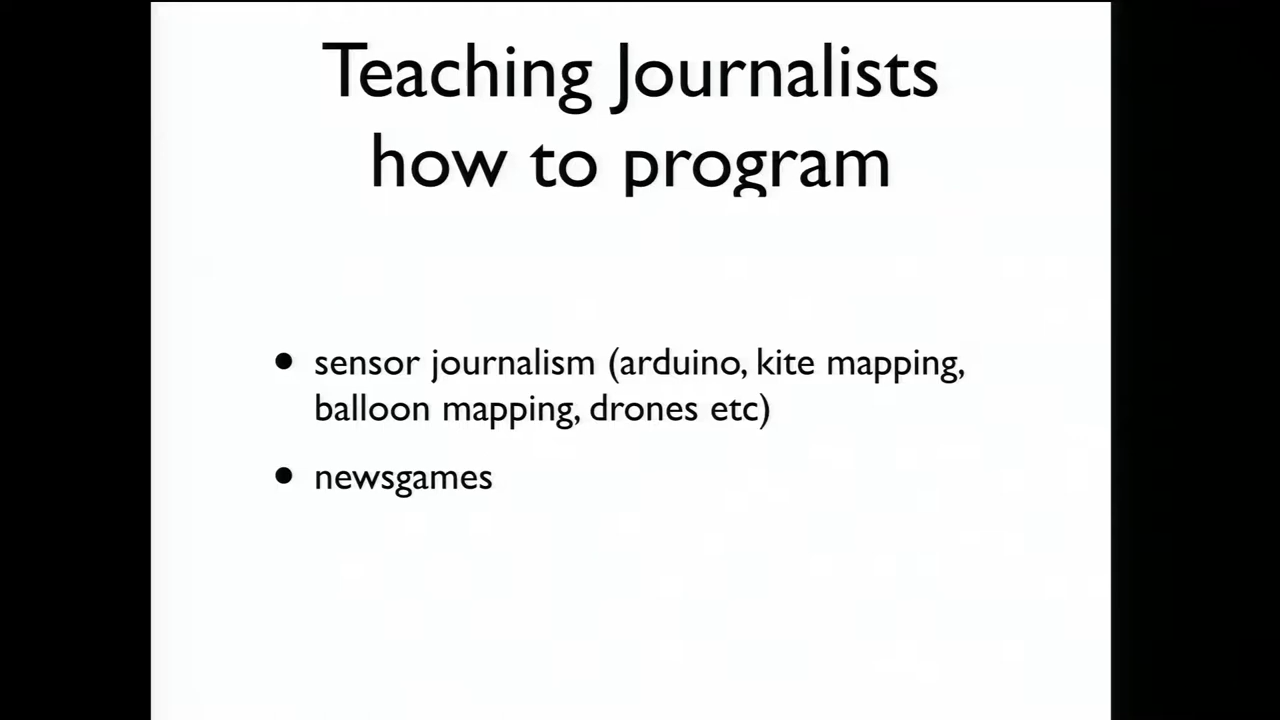 Teaching Journalists
how to program
• sensor journalism (arduino, kite mapping,
balloon mapping, drones etc)
• newsgames